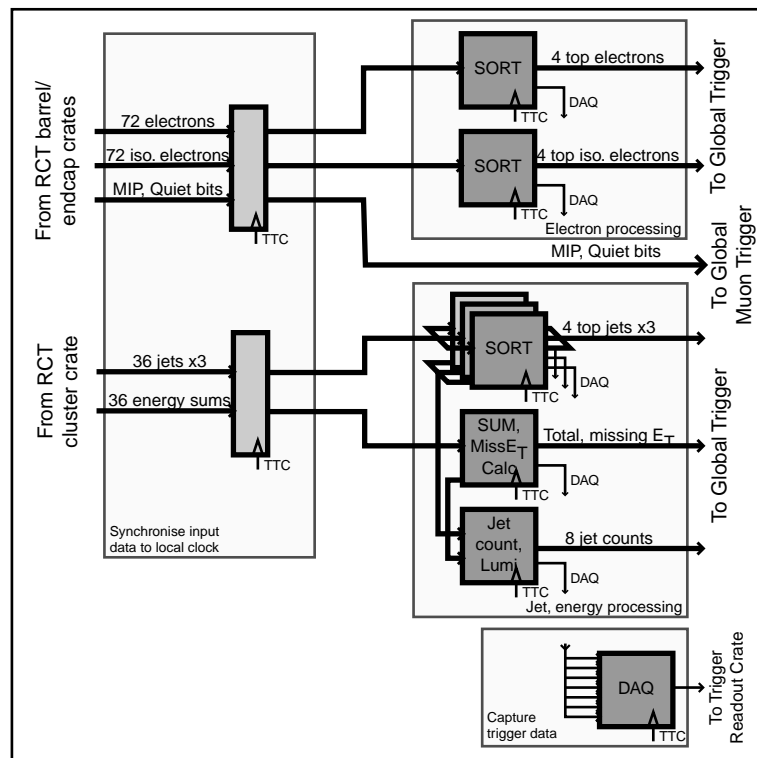 From RCT barrel/
endcap crates
72 electrons
72 iso. electrons
MIP, Quiet bits
TTC
SORT
4 top electrons
DAQ
TTC
SORT
4 top iso. electrons
DAQ
TTC
Electron processing
To Global Trigger
MIP, Quiet bits
To Global
Muon Trigger
From RCT
cluster crate
36 jets x3
36 energy sums
TTC
Synchronise input
data to local clock
SORT
4 top jets x3
DAQ
TTC
SUM,
MissET
Calc
Total, missing ET
DAQ
TTC
Jet
count,
Lumi
8 jet counts
DAQ
TTC
Jet, energy processing
To Global Trigger
DAQ
TTC
Capture
trigger data
To Trigger
Readout Crate